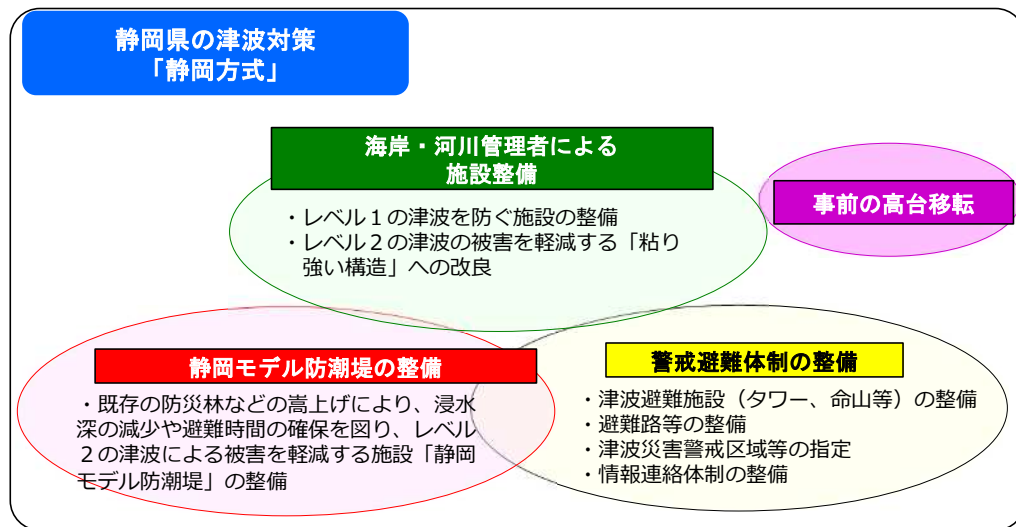 静岡県の津波対策
「静岡方式」
海岸・河川管理者による
施設整備
・レベル１の津波を防ぐ施設の整備
・レベル２の津波の被害を軽減する「粘り
強い構造」への改良
事前の高台移転
静岡モデル防潮堤の整備
・既存の防災林などの嵩上げにより、浸水
深の減少や避難時間の確保を図り、レベル
２の津波による被害を軽減する施設「静岡
モデル防潮堤」の整備
警戒避難体制の整備
・津波避難施設（タワー、命山等）の整備
・避難路等の整備
・津波災害警戒区域等の指定
・情報連絡体制の整備